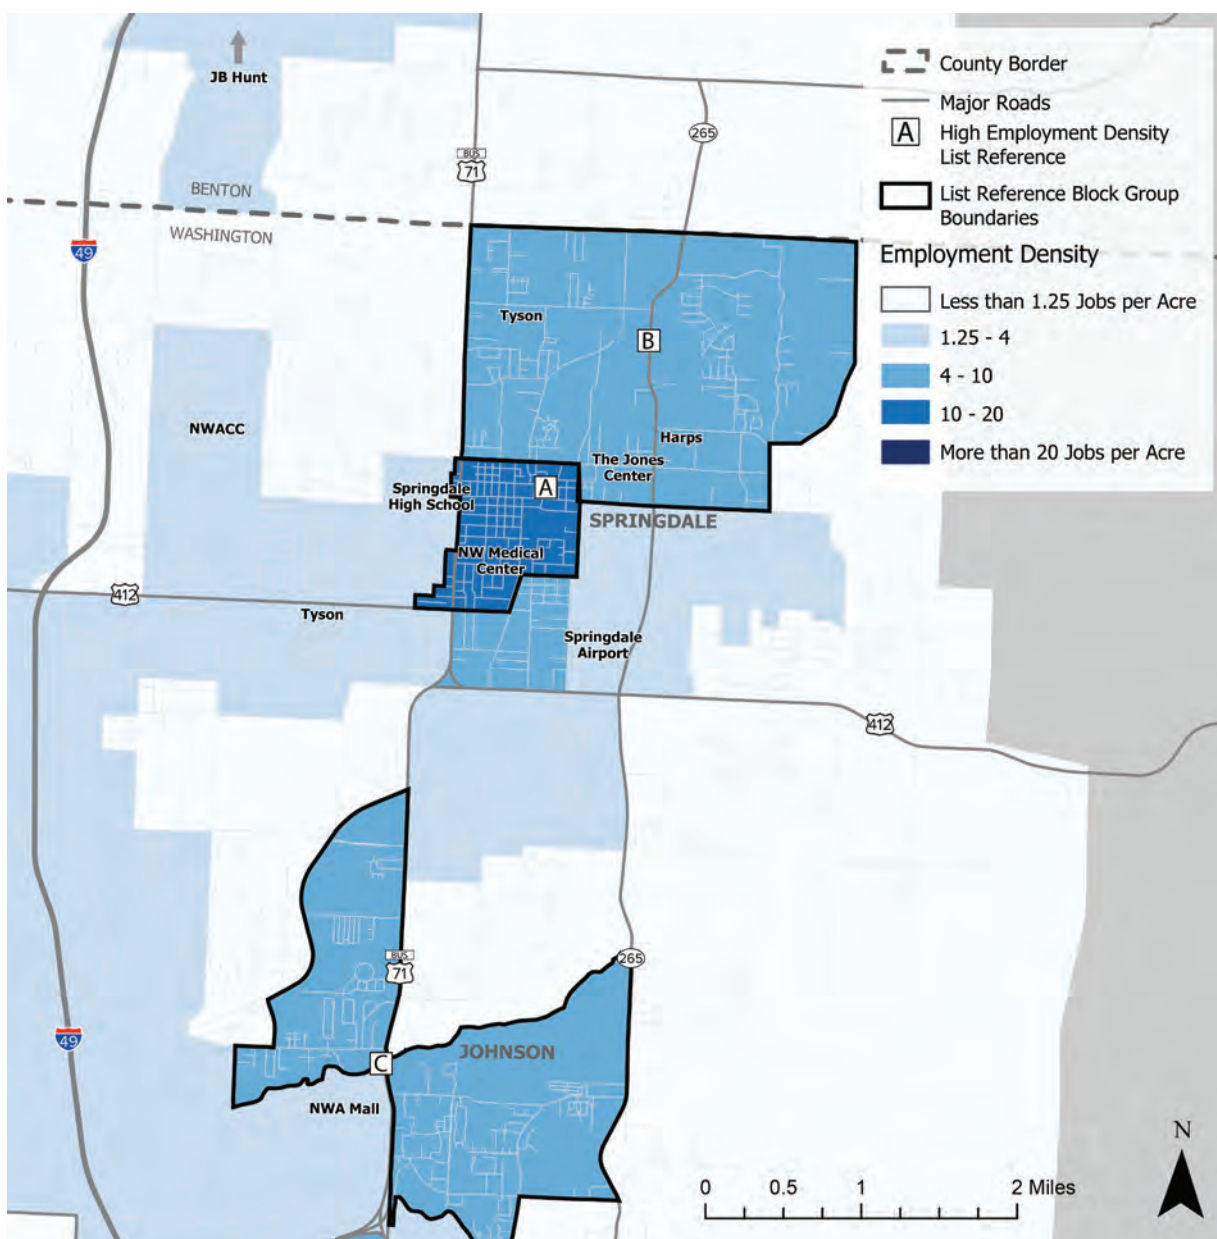 JB Hunt
BENTON
WASHINGTON
49
BUS
71
265
Tyson
B
NWACC
Harps
The Jones
Center
Springdale
High School
A
SPRINGDALE
NW Medical
Center
412
Tyson
Springdale
Airport
412
BUS
71
265
49
C
JOHNSON
NWA Mall
County Border
Major Roads
A
High Employment Density
List Reference
List Reference Block Group
Boundaries
Employment Density
Less than 1.25 Jobs per Acre
1.25 - 4
4 - 10
10 - 20
More than 20 Jobs per Acre
N
0 0.5 1 2 Miles